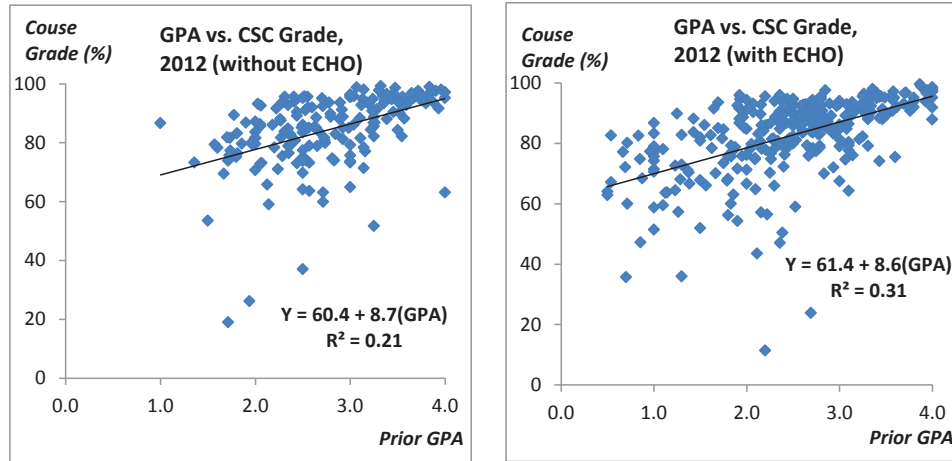 Couse
Grade (%)
GPA vs. CSC Grade,
2012 (without ECHO)
100
80
60
40
20
0
0.0 1.0 2.0 3.0 4.0
Y = 60.4 + 8.7(GPA)
R² = 0.21
Prior GPA
Couse
Grade (%)
GPA vs. CSC Grade,
2012 (with ECHO)
100
80
60
40
20
0
0.0 1.0 2.0 3.0 4.0
Y = 61.4 + 8.6(GPA)
R² = 0.31
Prior GPA